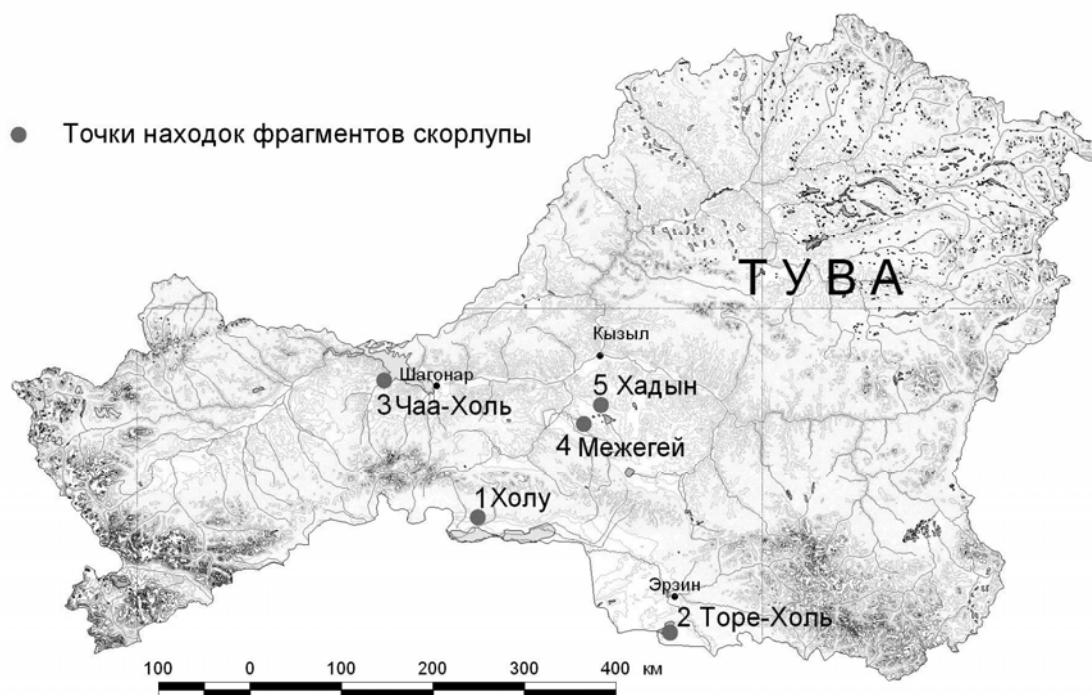 Точки находок фрагментов скорлупы
ТУВА
Кызыл
Шагонар
5 Хадын
3 Чаа-Холь
4 Межегей
1 Холу
Эрзин
2 Торе-Холь
100 0 100 200 300 400 км